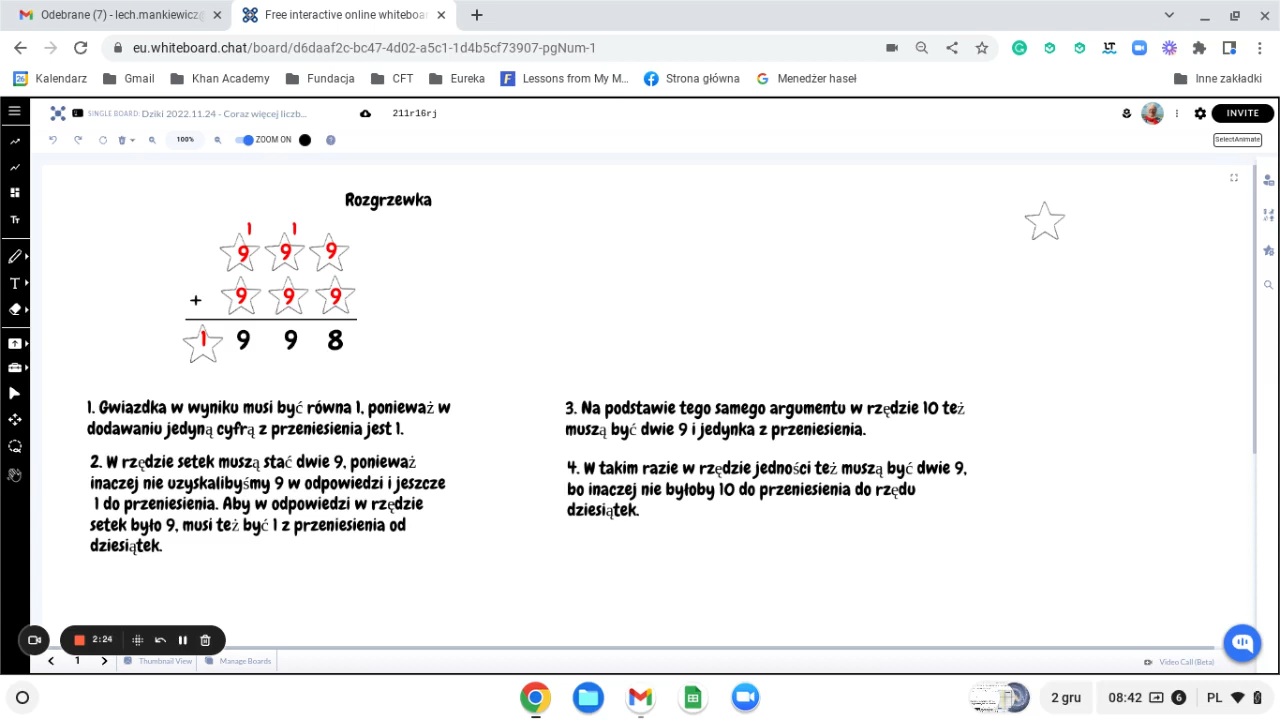 Odebrane (7) - lech.mankiewicz@
Free interactive online whiteboar
eu.whiteboard.chat/board/d6daaf2c-bc47-4d02-a5c1-1d4b5cf73907-pgNum-1
Kalendarz Gmail Khan Academy Fundacja CFT Eureka Lessons from My M... Strona główna Menedżer haseł Inne zakładki
SINGLE BOARD: Dziki 2022.11.24 - Coraz więcej liczb... 211r16rj INVITE
100% ZOOM ON SelectAnimate
Rozgrzewka
1 1
9 9 9
+ 9 9 9
1 9 9 8
1. Gwiazdka w wyniku musi być równa 1, ponieważ w
dodawaniu jedyną cyfrą z przeniesienia jest 1.
2. W rzędzie setek muszą stać dwie 9, ponieważ
inaczej nie uzyskalibyśmy 9 w odpowiedzi i jeszcze
1 do przeniesienia. Aby w odpowiedzi w rzędzie
setek było 9, musi też być 1 z przeniesienia od
dziesiątek.
3. Na podstawie tego samego argumentu w rzędzie 10 też
muszą być dwie 9 i jedynka z przeniesienia.
4. W takim razie w rzędzie jedności też muszą być dwie 9,
bo inaczej nie byłoby 10 do przeniesienia do rzędu
dziesiątek.
2:24
1 Thumbnail View Manage Boards Video Call (Beta)
2 gru 08:42 6 PL